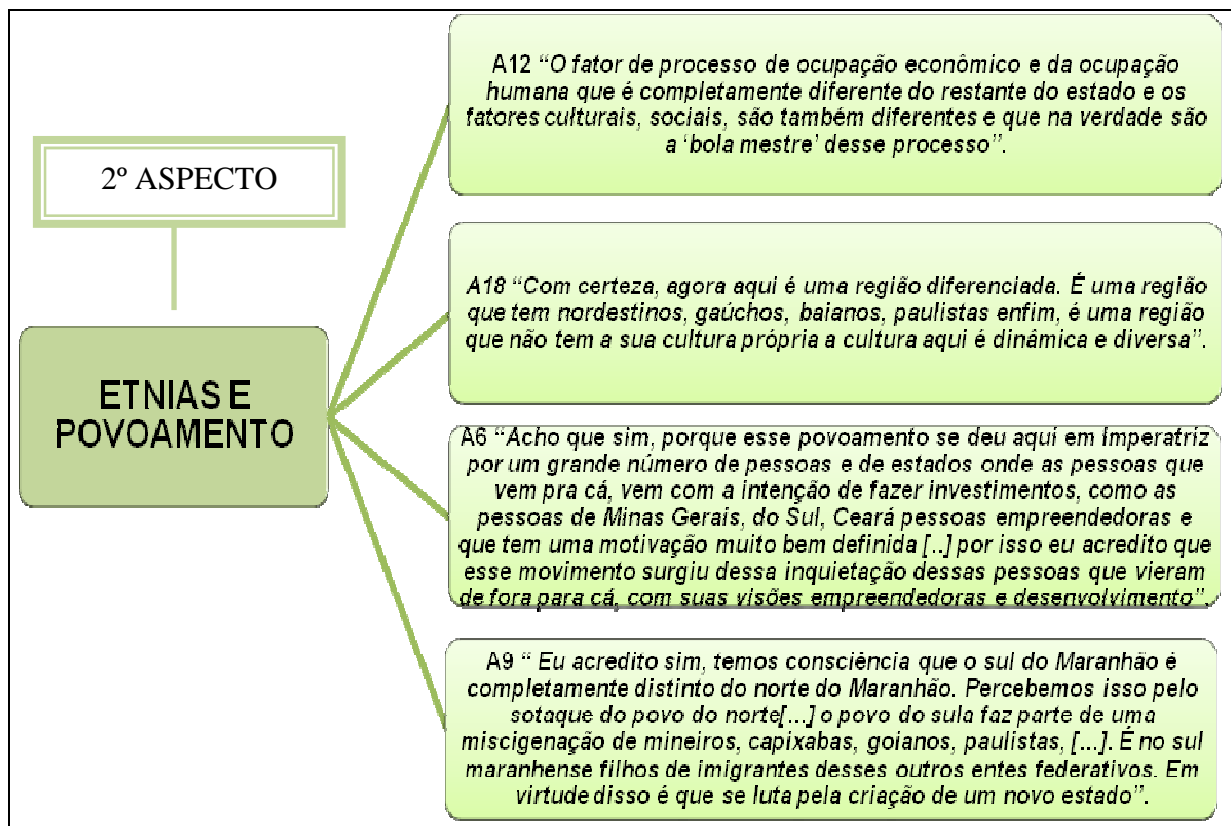 2º ASPECTO
ETNIAS E
POVOAMENTO
A12 “O fator de processo de ocupação econômico e da ocupação
humana que é completamente diferente do restante do estado e os
fatores culturais, sociais, são também diferentes e que na verdade são
a ‘bola mestre’ desse processo”.
A18 “Com certeza, agora aqui é uma região diferenciada. É uma região
que tem nordestinos, gaúchos, baianos, paulistas enfim, é uma região
que não tem a sua cultura própria a cultura aqui é dinâmica e diversa”.
A6 “Acho que sim, porque esse povoamento se deu aqui em Imperatriz
por um grande número de pessoas e de estados onde as pessoas que
vem pra cá, vem com a intenção de fazer investimentos, como as
pessoas de Minas Gerais, do Sul, Ceará pessoas empreendedoras e
que tem uma motivação muito bem definida [..] por isso eu acredito que
esse movimento surgiu dessa inquietação dessas pessoas que vieram
de fora para cá, com suas visões empreendedoras e desenvolvimento”.
A9 “ Eu acredito sim, temos consciência que o sul do Maranhão é
completamente distinto do norte do Maranhão. Percebemos isso pelo
sotaque do povo do norte[...] o povo do sula faz parte de uma
miscigenação de mineiros, capixabas, goianos, paulistas, [...]. É no sul
maranhense filhos de imigrantes desses outros entes federativos. Em
virtude disso é que se luta pela criação de um novo estado”.